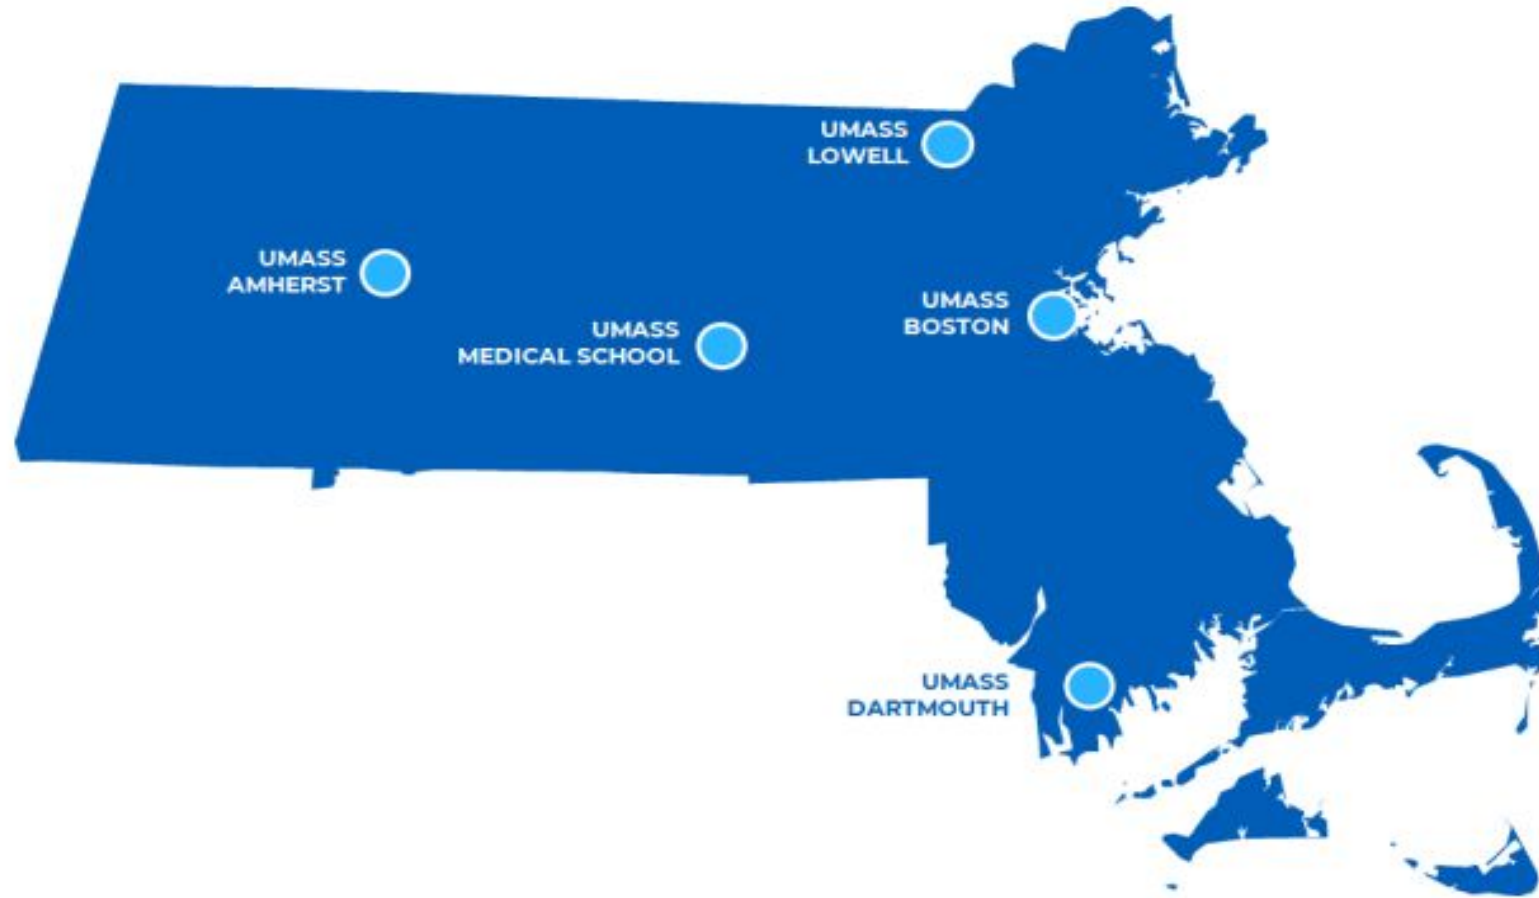 UMASS
LOWELL
UMASS
AMHERST
UMASS
BOSTON
UMASS
MEDICAL SCHOOL
UMASS
DARTMOUTH